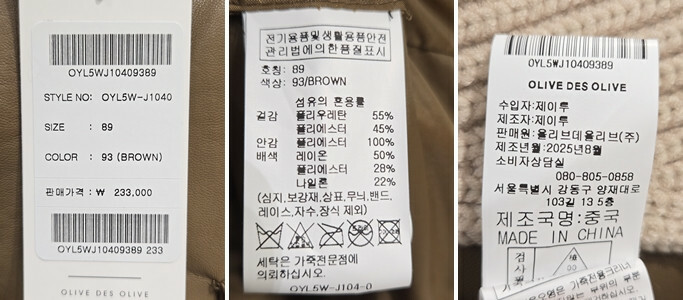 OYL5WJ10409389
STYLE NO: OYL5W-J1040
SIZE : 89
COLOR : 93 (BROWN)
판매가격 : ₩ 233,000
OYL5WJ10409389 233
OLIVE DES OLIVE
전기용품및생활용품안전
관리법에의한품질표시
호칭: 89
색상: 93/BROWN
섬유의 혼용률
겉감 폴리우레탄 55%
폴리에스터 45%
안감 폴리에스터 100%
배색 레이온 50%
폴리에스터 28%
나일론 22%
(심지,보강재,상표,무늬,밴드,
레이스,자수,장식 제외)
세탁은 가죽전문점에
의뢰하십시오.
OYL5W-J104-0
OYL5WJ10409389
OLIVE DES OLIVE
수입자:제이투
제조자:제이투
판매원:올리브데올리브(주)
제조년월:2025년8월
소비자상담실
080-805-0858
서울특별시 강동구 양재대로
103길 13 5층
제조국명:중국
MADE IN CHINA
검
사